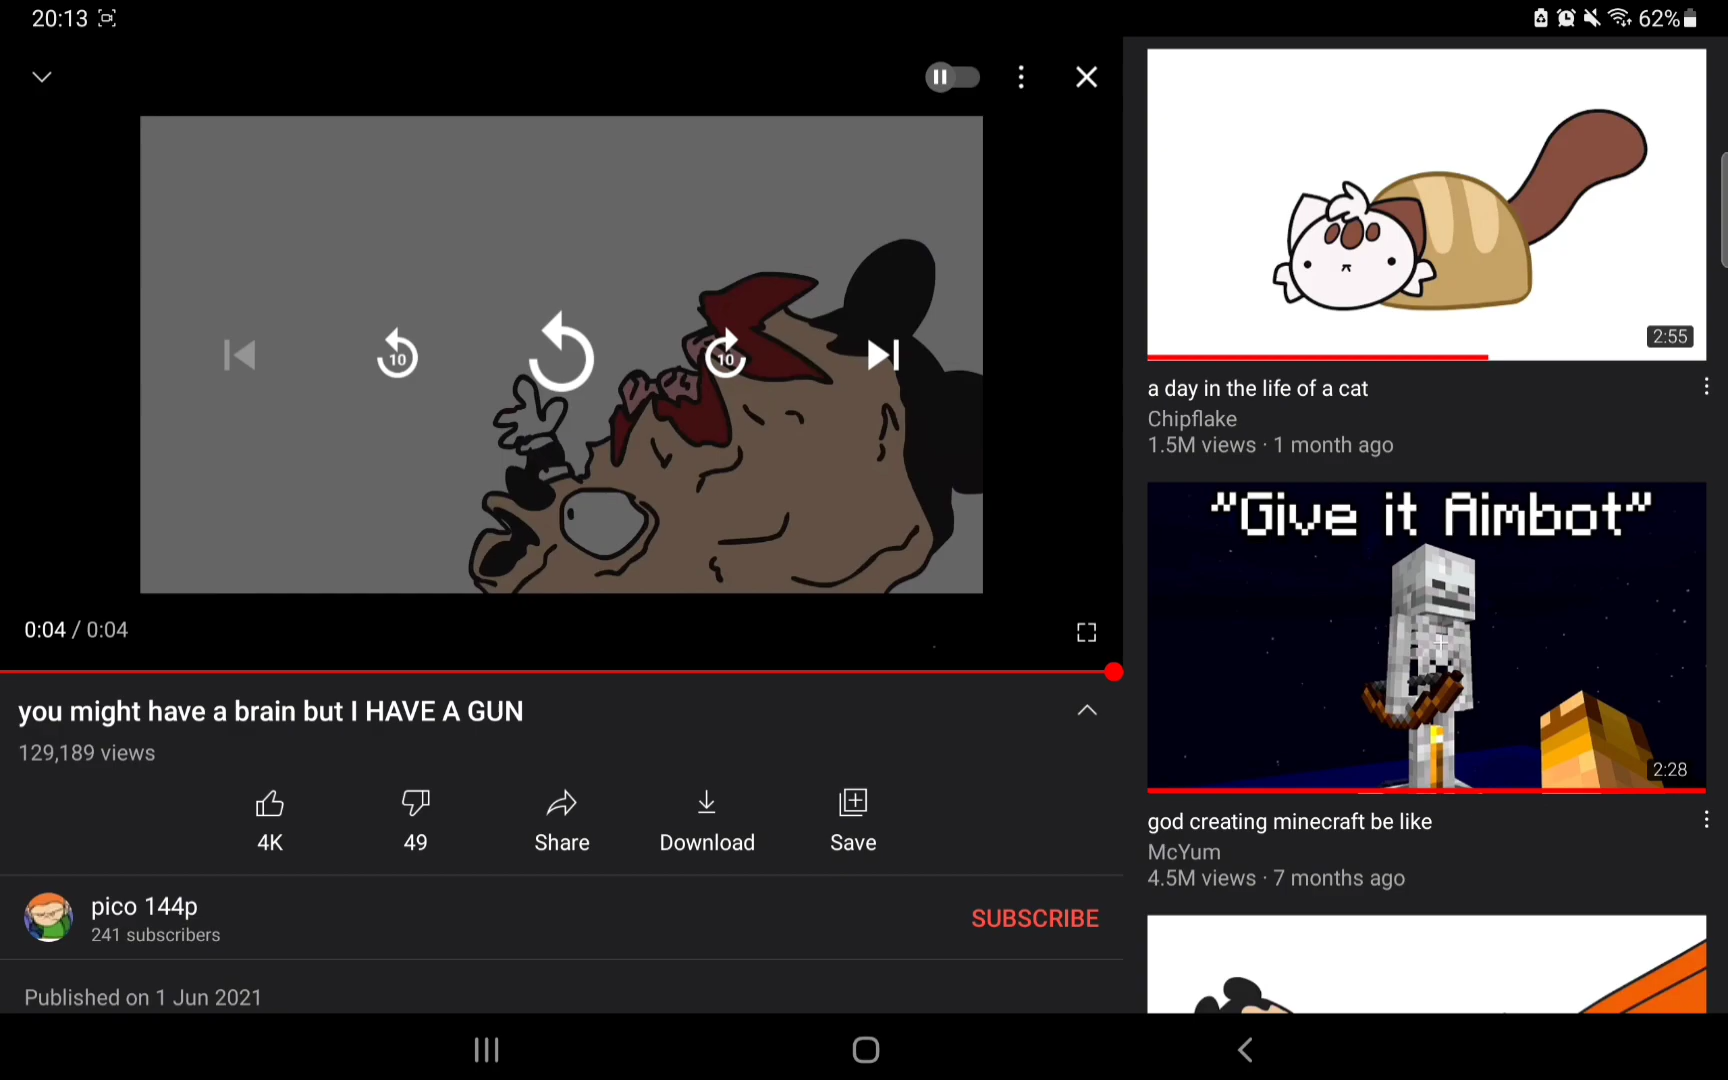 20:13
62%
10
10
0:04 / 0:04
you might have a brain but I HAVE A GUN
129,189 views
4K
49
Share
Download
Save
pico 144p
241 subscribers
SUBSCRIBE
Published on 1 Jun 2021
2:55
a day in the life of a cat
Chipflake
1.5M views · 1 month ago
"Give it Aimbot"
2:28
god creating minecraft be like
McYum
4.5M views · 7 months ago